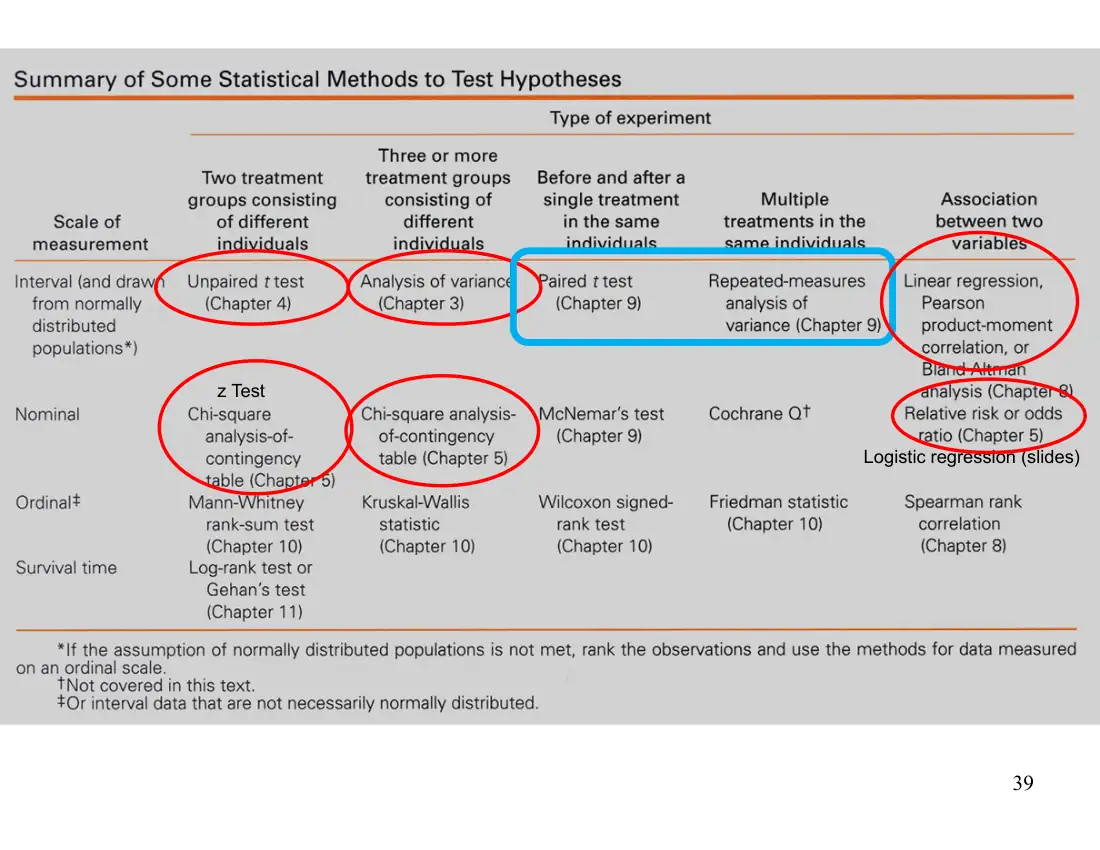 Summary of Some Statistical Methods to Test Hypotheses
Type of experiment
Scale of
measurement
Two treatment
groups consisting
of different
individuals
Three or more
treatment groups
consisting of
different
individuals
Before and after a
single treatment
in the same
individuals
Multiple
treatments in the
same individuals
Association
between two
variables
Interval (and drawn
from normally
distributed
populations*)
Unpaired t test
(Chapter 4)
Analysis of variance
(Chapter 3)
Paired t test
(Chapter 9)
Repeated-measures
analysis of
variance (Chapter 9)
Linear regression,
Pearson
product-moment
correlation, or
Bland-Altman
analysis (Chapter 8)
Nominal
z Test
Chi-square
analysis-of-
contingency
table (Chapter 5)
Chi-square analysis-
of-contingency
table (Chapter 5)
McNemar's test
(Chapter 9)
Cochrane Q†
Relative risk or odds
ratio (Chapter 5)
Logistic regression (slides)
Ordinal‡
Mann-Whitney
rank-sum test
(Chapter 10)
Kruskal-Wallis
statistic
(Chapter 10)
Wilcoxon signed-
rank test
(Chapter 10)
Friedman statistic
(Chapter 10)
Spearman rank
correlation
(Chapter 8)
Survival time
Log-rank test or
Gehan's test
(Chapter 11)
*If the assumption of normally distributed populations is not met, rank the observations and use the methods for data measured
on an ordinal scale.
†Not covered in this text.
‡Or interval data that are not necessarily normally distributed.
39